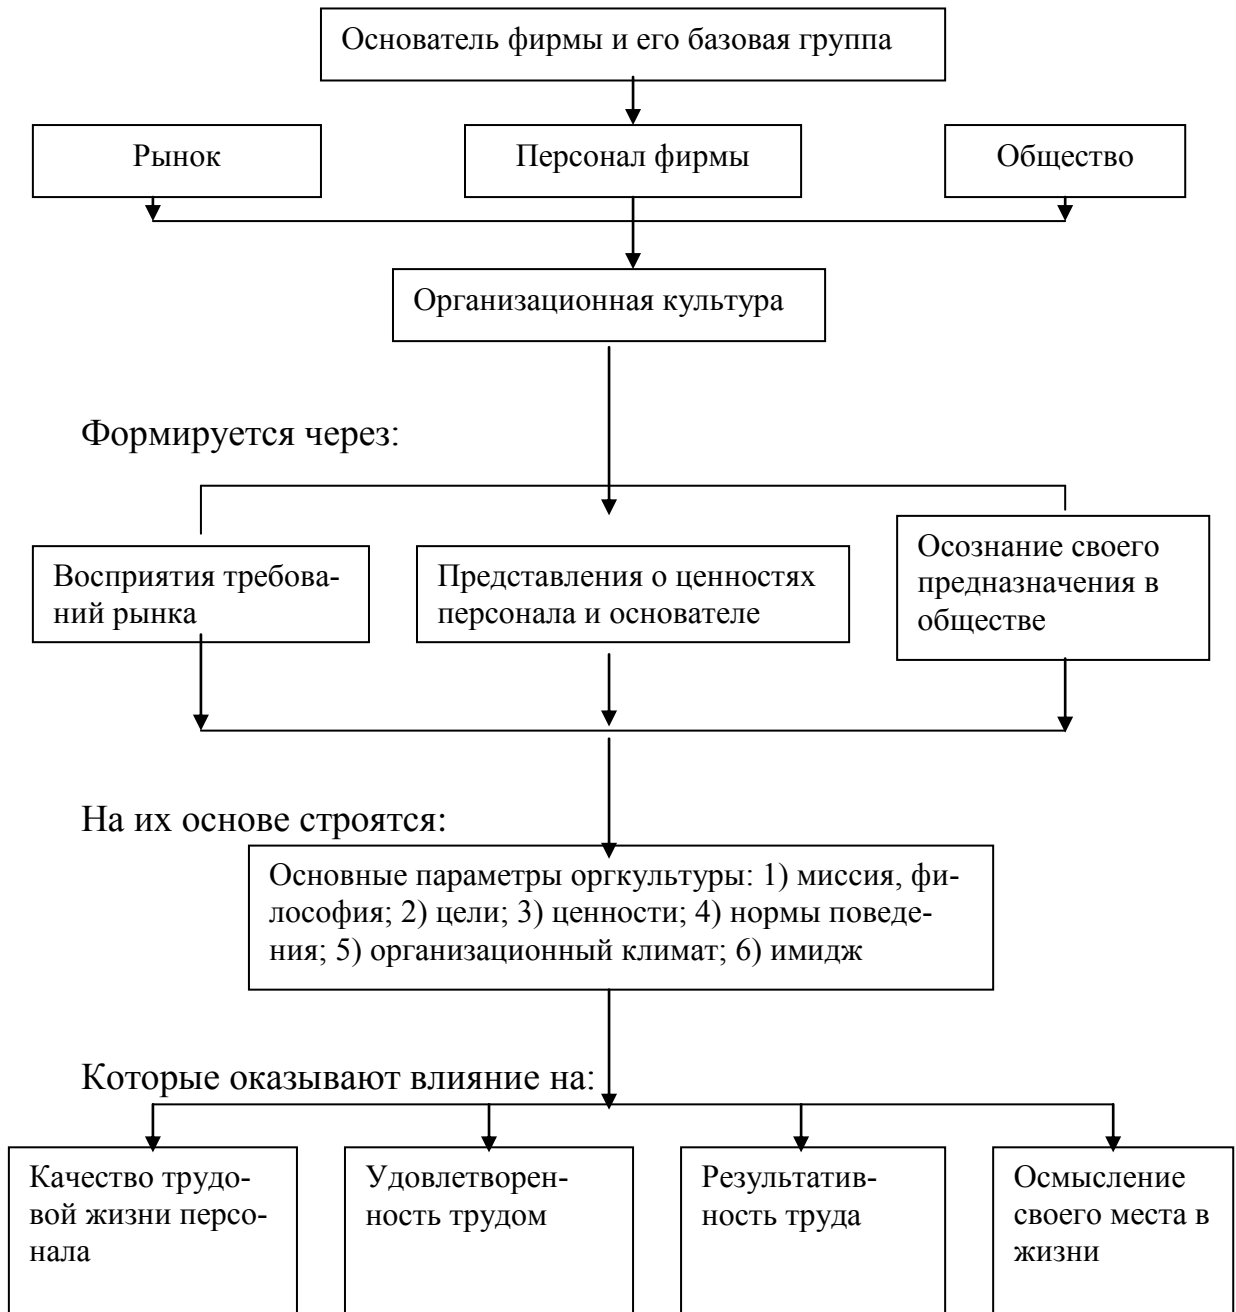 Основатель фирмы и его базовая группа
Рынок
Персонал фирмы
Общество
Организационная культура
Формируется через:
Восприятия требова-
ний рынка
Представления о ценностях
персонала и основателе
Осознание своего
предназначения в
обществе
На их основе строятся:
Основные параметры оргкультуры: 1) миссия, фи-
лософия; 2) цели; 3) ценности; 4) нормы поведе-
ния; 5) организационный климат; 6) имидж
Которые оказывают влияние на:
Качество трудо-
вой жизни персо-
нала
Удовлетворен-
ность трудом
Результатив-
ность труда
Осмысление
своего места в
жизни